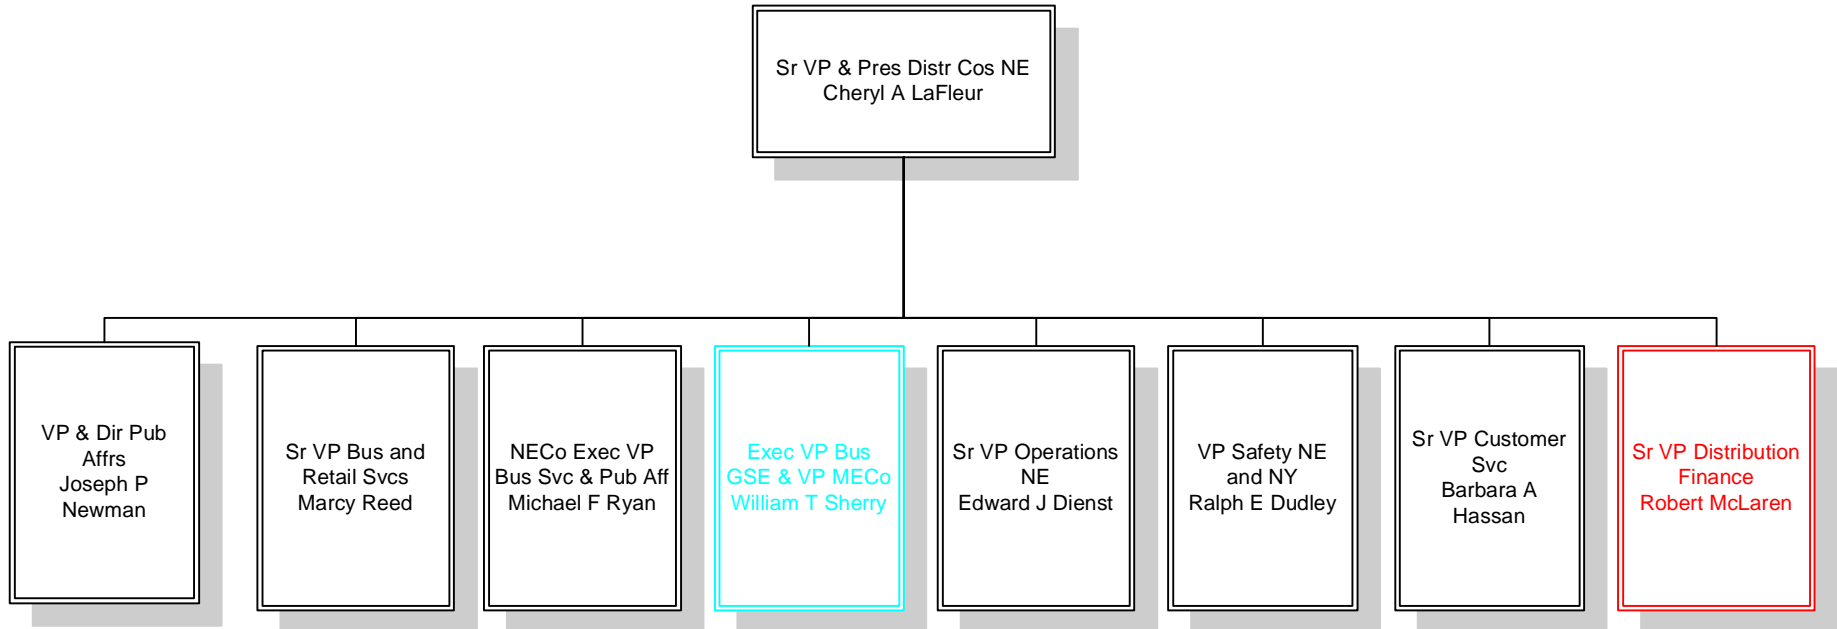 Sr VP & Pres Distr Cos NE
Cheryl A LaFleur
VP & Dir Pub
Affrs
Joseph P
Newman
Sr VP Bus and
Retail Svcs
Marcy Reed
NECo Exec VP
Bus Svc & Pub Aff
Michael F Ryan
Exec VP Bus
GSE & VP MECo
William T Sherry
Sr VP Operations
NE
Edward J Dienst
VP Safety NE
and NY
Ralph E Dudley
Sr VP Customer
Svc
Barbara A
Hassan
Sr VP Distribution
Finance
Robert McLaren